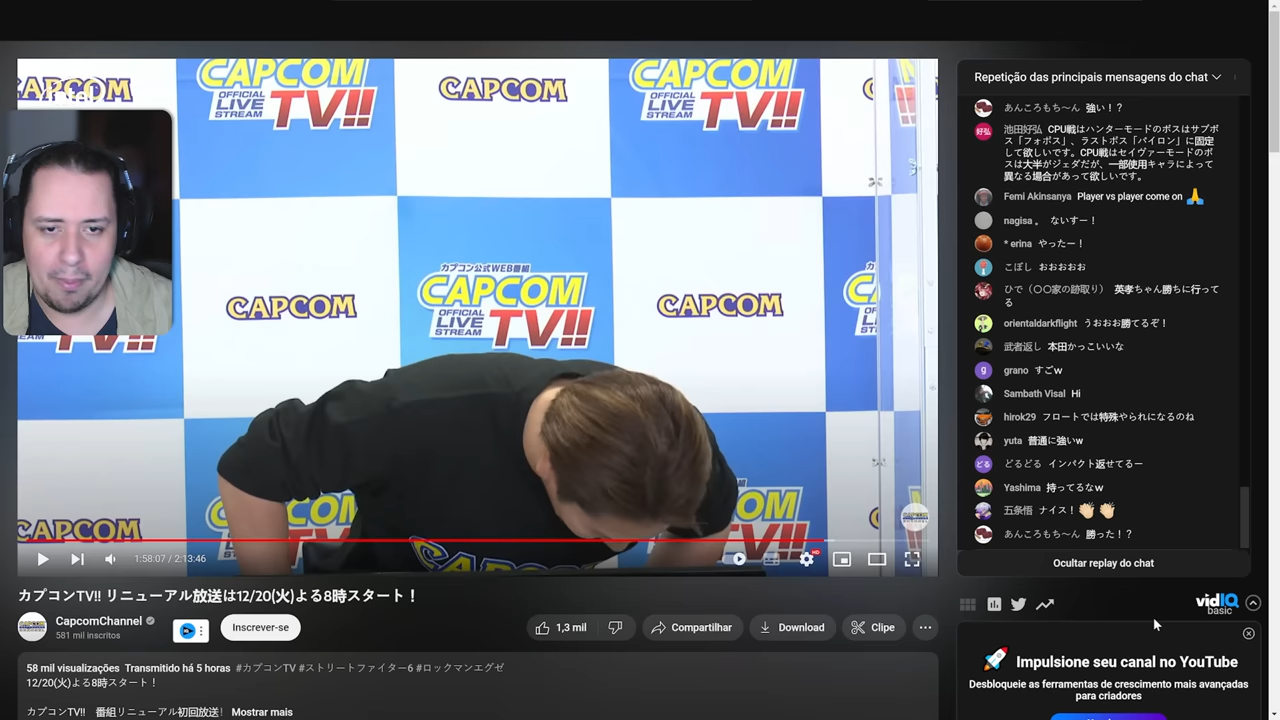 CAPCOM
CAPCOM
OFFICIAL
LIVE
STREAM
TV!!
CAPCOM
CAPCOM
OFFICIAL
LIVE
STREAM
TV!!
カプコン公式WEB番組
CAPCOM
OFFICIAL
LIVE
STREAM
TV!!
CAPCOM
CAPCOM
CAPCOM
1:58:07 / 2:13:46
HD
カプコンTV!! リニューアル放送は12/20(火)よる8時スタート！
CapcomChannel
581 mil inscritos
Inscrever-se
1,3 mil
Compartilhar
Download
Clipe
58 mil visualizações Transmitido há 5 horas #カプコンTV #ストリートファイター6 #ロックマンエグゼ
12/20(火)よる8時スタート！
カプコンTV!! 番組リニューアル初回放送! Mostrar mais
Repetição das principais mensagens do chat
あんころもち〜ん 強い！？
好弘 池田好弘 CPU戦はハンターモードのボスはサブボ
ス「フォボス」、ラストボス「パイロン」に固定
して欲しいです。CPU戦はセイヴァーモードのボ
スは大半がジェダだが、一部使用キャラによって
異なる場合があって欲しいです。
Femi Akinsanya Player vs player come on 🙏
nagisa 。 ないすー！
* erina やったー！
こぼし おおおおお
ひで（〇〇家の跡取り） 英孝ちゃん勝ちに行って
る
orientaldarkflight うおおお勝てるぞ！
武者返し 本田かっこいいな
g grano すごw
Sambath Visal Hi
hirok29 フロートでは特殊やられになるのね
yuta 普通に強いw
どる どるどる インパクト返せてるー
Yashima 持ってるなw
五条悟 ナイス！👏🏻👏🏻
あんころもち〜ん 勝った！？
Ocultar replay do chat
vidIQ
basic
🚀 Impulsione seu canal no YouTube
Desbloqueie as ferramentas de crescimento mais avançadas
para criadores